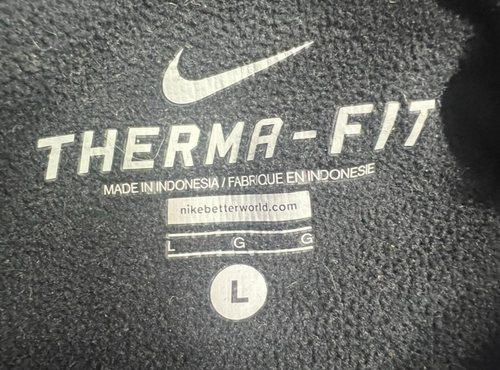 THERMA-FIT
MADE IN INDONESIA / FABRIQUE EN INDONESIE
nikebetterworld.com
L G G
L